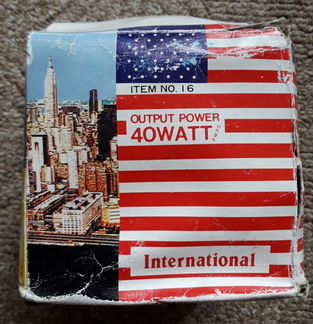 ITEM NO. 16
OUTPUT POWER
40WATT
International